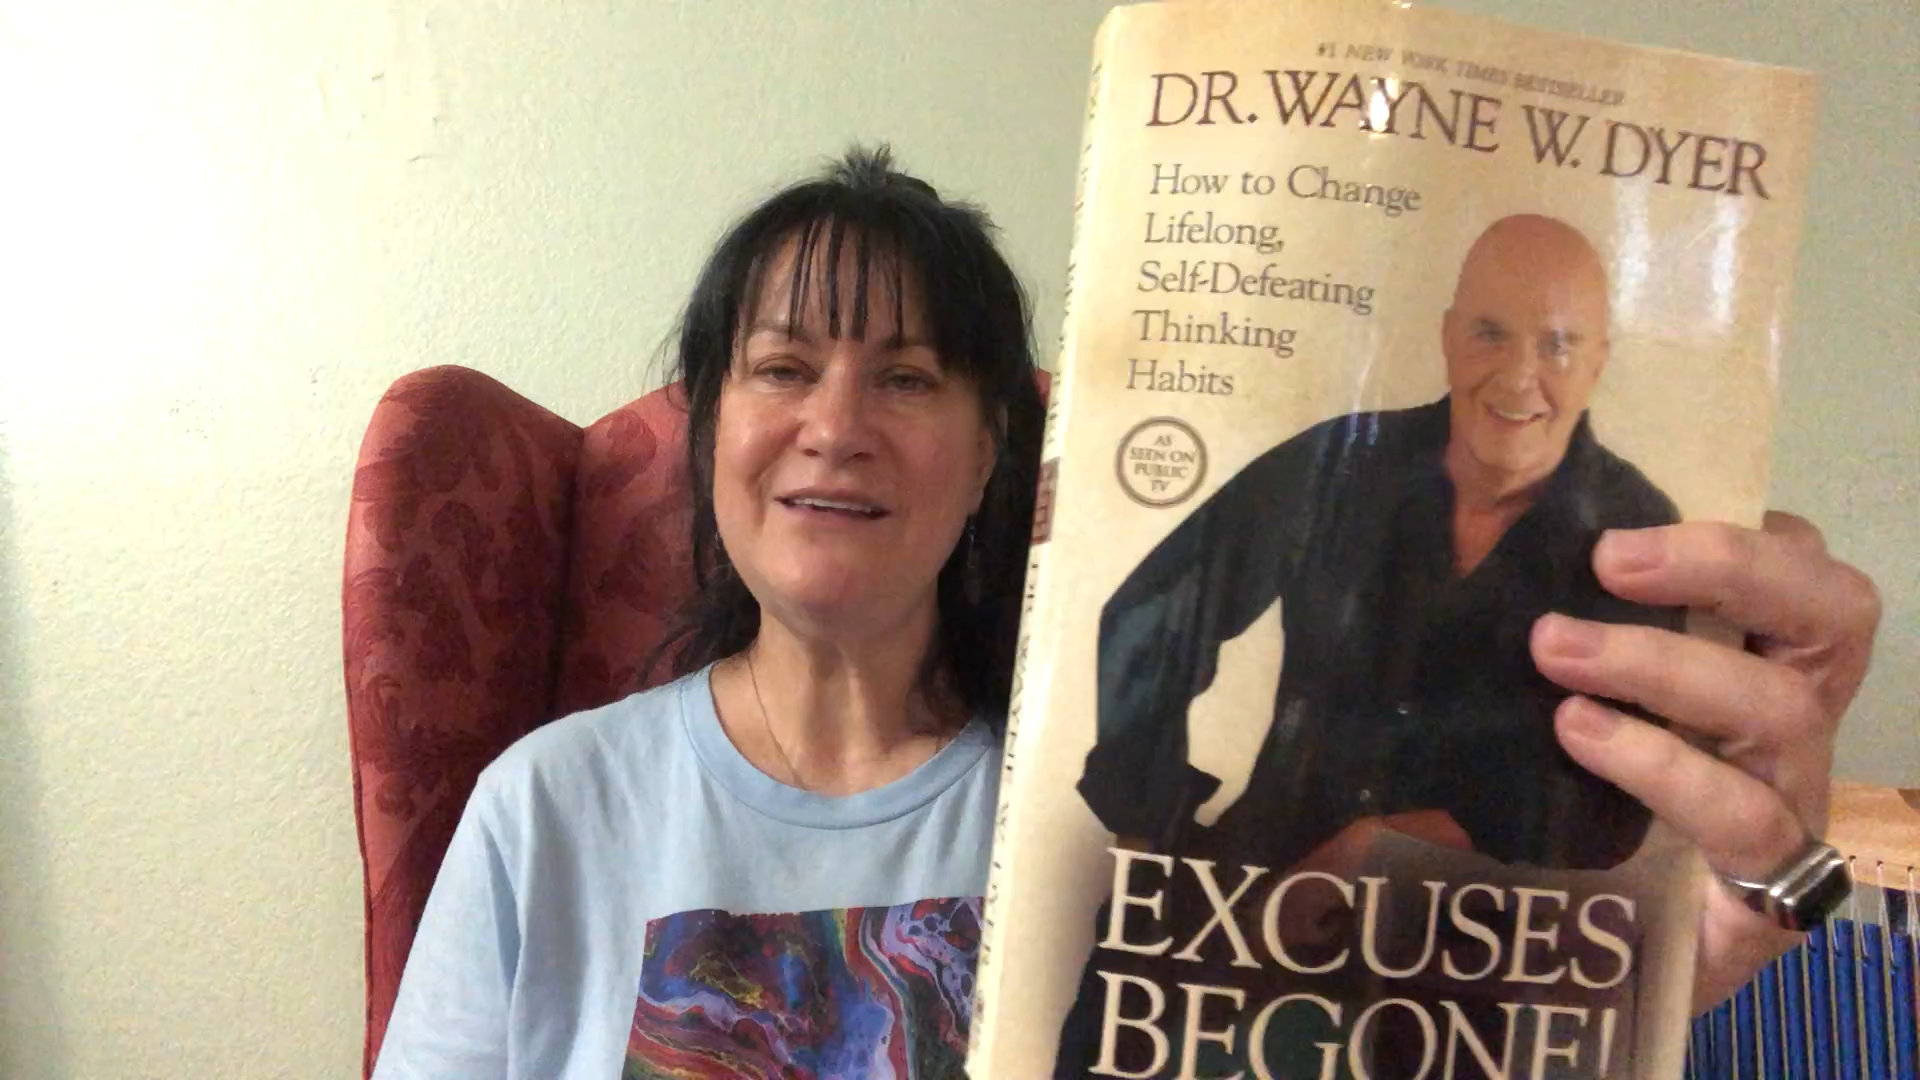 #1 NEW YORK TIMES BESTSELLER
DR. WAYNE W. DYER
How to Change
Lifelong,
Self-Defeating
Thinking
Habits
AS
SEEN ON
PUBLIC
TV
EXCUSES
BEGONE!